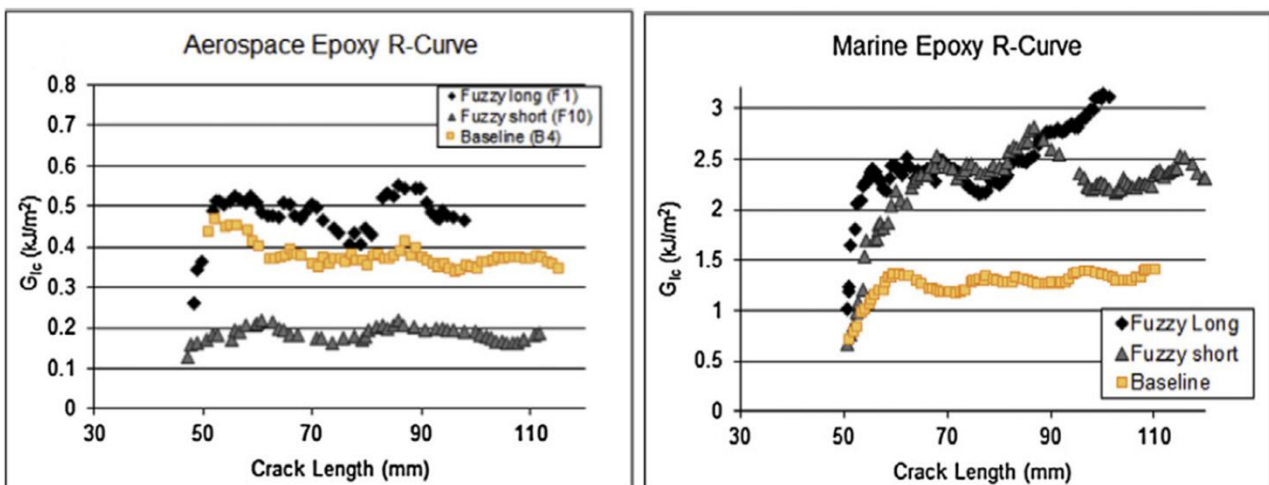 Aerospace Epoxy R-Curve
G_Ic (kJ/m²)
0.8
0.7
0.6
0.5
0.4
0.3
0.2
0.1
0
Fuzzy long (F1)
Fuzzy short (F10)
Baseline (B4)
30 50 70 90 110
Crack Length (mm)
Marine Epoxy R-Curve
G_Ic (kJ/m²)
3
2.5
2
1.5
1
0.5
0
Fuzzy Long
Fuzzy short
Baseline
30 50 70 90 110
Crack Length (mm)